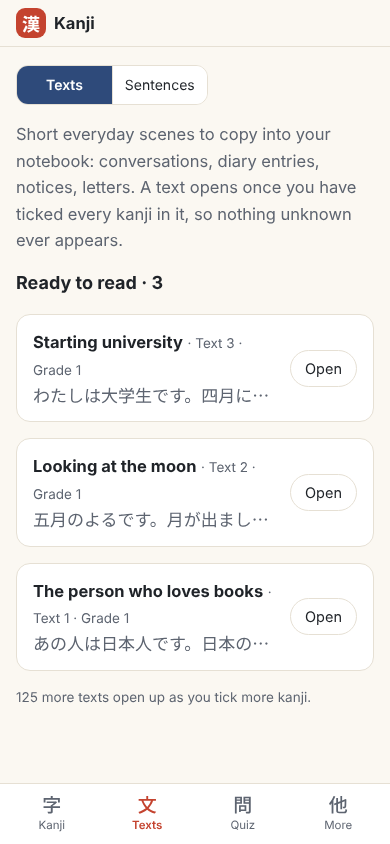 漢 Kanji
Texts Sentences
Short everyday scenes to copy into your
notebook: conversations, diary entries,
notices, letters. A text opens once you have
ticked every kanji in it, so nothing unknown
ever appears.
Ready to read · 3
Starting university · Text 3 ·
Grade 1
わたしは大学生です。四月に…
Open
Looking at the moon · Text 2 ·
Grade 1
五月のよるです。月が出まし…
Open
The person who loves books ·
Text 1 · Grade 1
あの人は日本人です。日本の…
Open
125 more texts open up as you tick more kanji.
字 文 問 他
Kanji Texts Quiz More